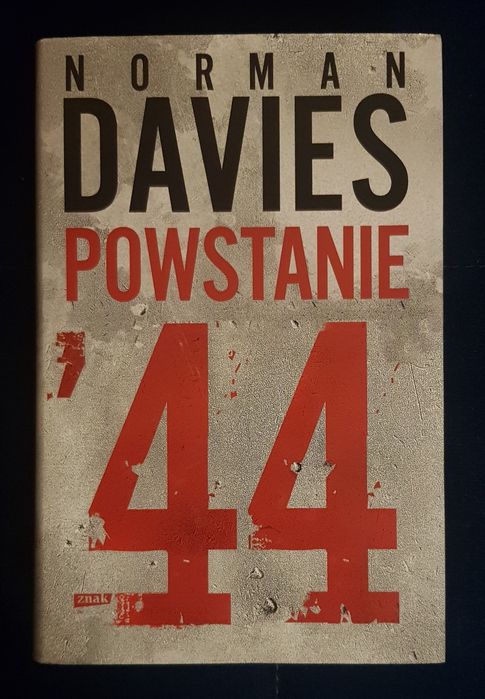 NORMAN
DAVIES
POWSTANIE
'44
znak